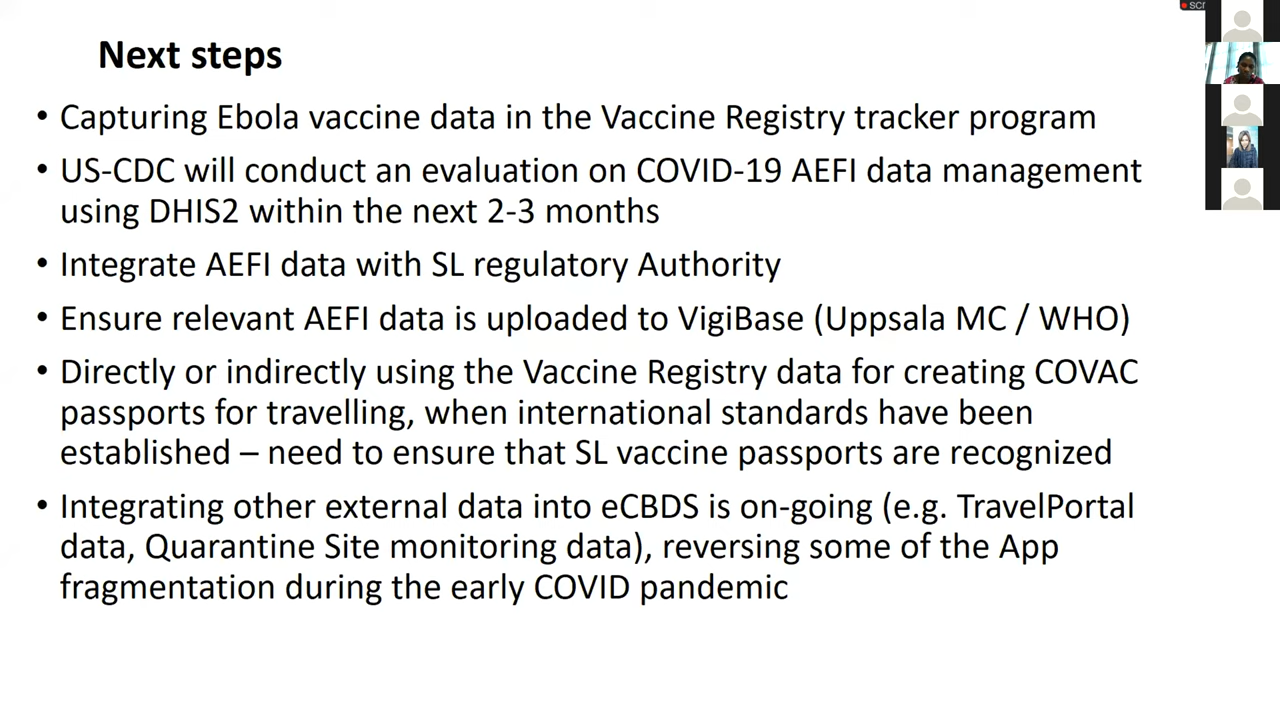 Next steps
• Capturing Ebola vaccine data in the Vaccine Registry tracker program
• US-CDC will conduct an evaluation on COVID-19 AEFI data management
using DHIS2 within the next 2-3 months
• Integrate AEFI data with SL regulatory Authority
• Ensure relevant AEFI data is uploaded to VigiBase (Uppsala MC / WHO)
• Directly or indirectly using the Vaccine Registry data for creating COVAC
passports for travelling, when international standards have been
established – need to ensure that SL vaccine passports are recognized
• Integrating other external data into eCBDS is on-going (e.g. TravelPortal
data, Quarantine Site monitoring data), reversing some of the App
fragmentation during the early COVID pandemic